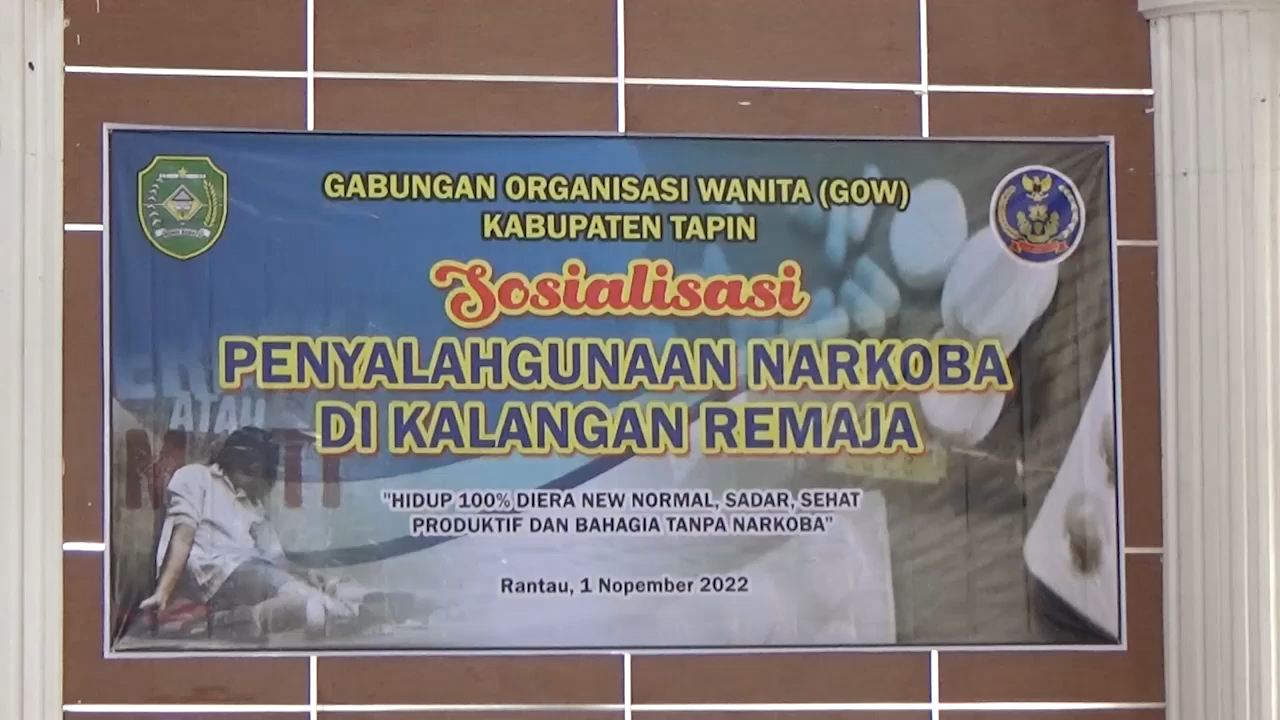 GABUNGAN ORGANISASI WANITA (GOW)
KABUPATEN TAPIN
Sosialisasi
PENYALAHGUNAAN NARKOBA
DI KALANGAN REMAJA
ATAU
"HIDUP 100% DIERA NEW NORMAL, SADAR, SEHAT
PRODUKTIF DAN BAHAGIA TANPA NARKOBA"
Rantau, 1 Nopember 2022